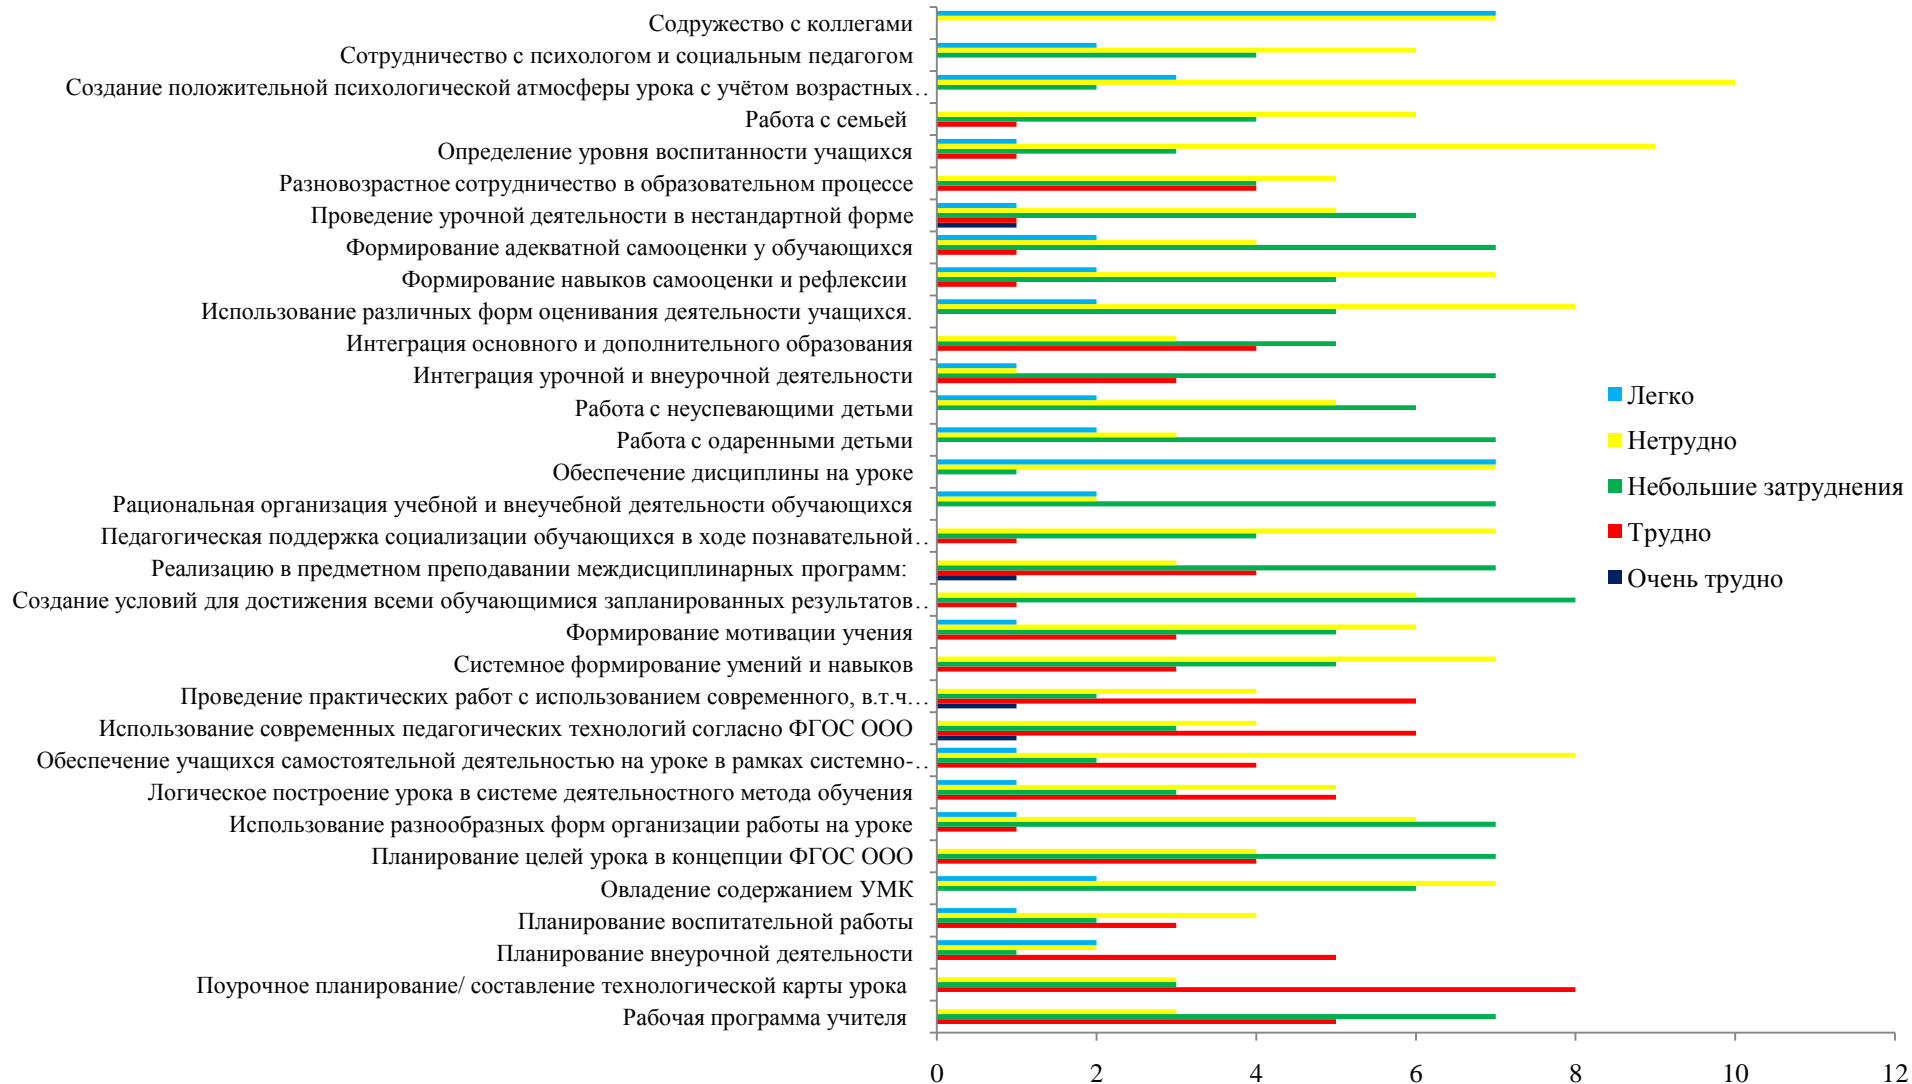 Содружество с коллегами
Сотрудничество с психологом и социальным педагогом
Создание положительной психологической атмосферы урока с учётом возрастных..
Работа с семьей
Определение уровня воспитанности учащихся
Разновозрастное сотрудничество в образовательном процессе
Проведение урочной деятельности в нестандартной форме
Формирование адекватной самооценки у обучающихся
Формирование навыков самооценки и рефлексии
Использование различных форм оценивания деятельности учащихся.
Интеграция основного и дополнительного образования
Интеграция урочной и внеурочной деятельности
Работа с неуспевающими детьми
Работа с одаренными детьми
Обеспечение дисциплины на уроке
Рациональная организация учебной и внеучебной деятельности обучающихся
Педагогическая поддержка социализации обучающихся в ходе познавательной..
Реализацию в предметном преподавании междисциплинарных программ:
Создание условий для достижения всеми обучающимися запланированных результатов..
Формирование мотивации учения
Системное формирование умений и навыков
Проведение практических работ с использованием современного, в.т.ч…
Использование современных педагогических технологий согласно ФГОС ООО
Обеспечение учащихся самостоятельной деятельностью на уроке в рамках системно-..
Логическое построение урока в системе деятельностного метода обучения
Использование разнообразных форм организации работы на уроке
Планирование целей урока в концепции ФГОС ООО
Овладение содержанием УМК
Планирование воспитательной работы
Планирование внеурочной деятельности
Поурочное планирование/ составление технологической карты урока
Рабочая программа учителя
0 2 4 6 8 10 12
Легко
Нетрудно
Небольшие затруднения
Трудно
Очень трудно